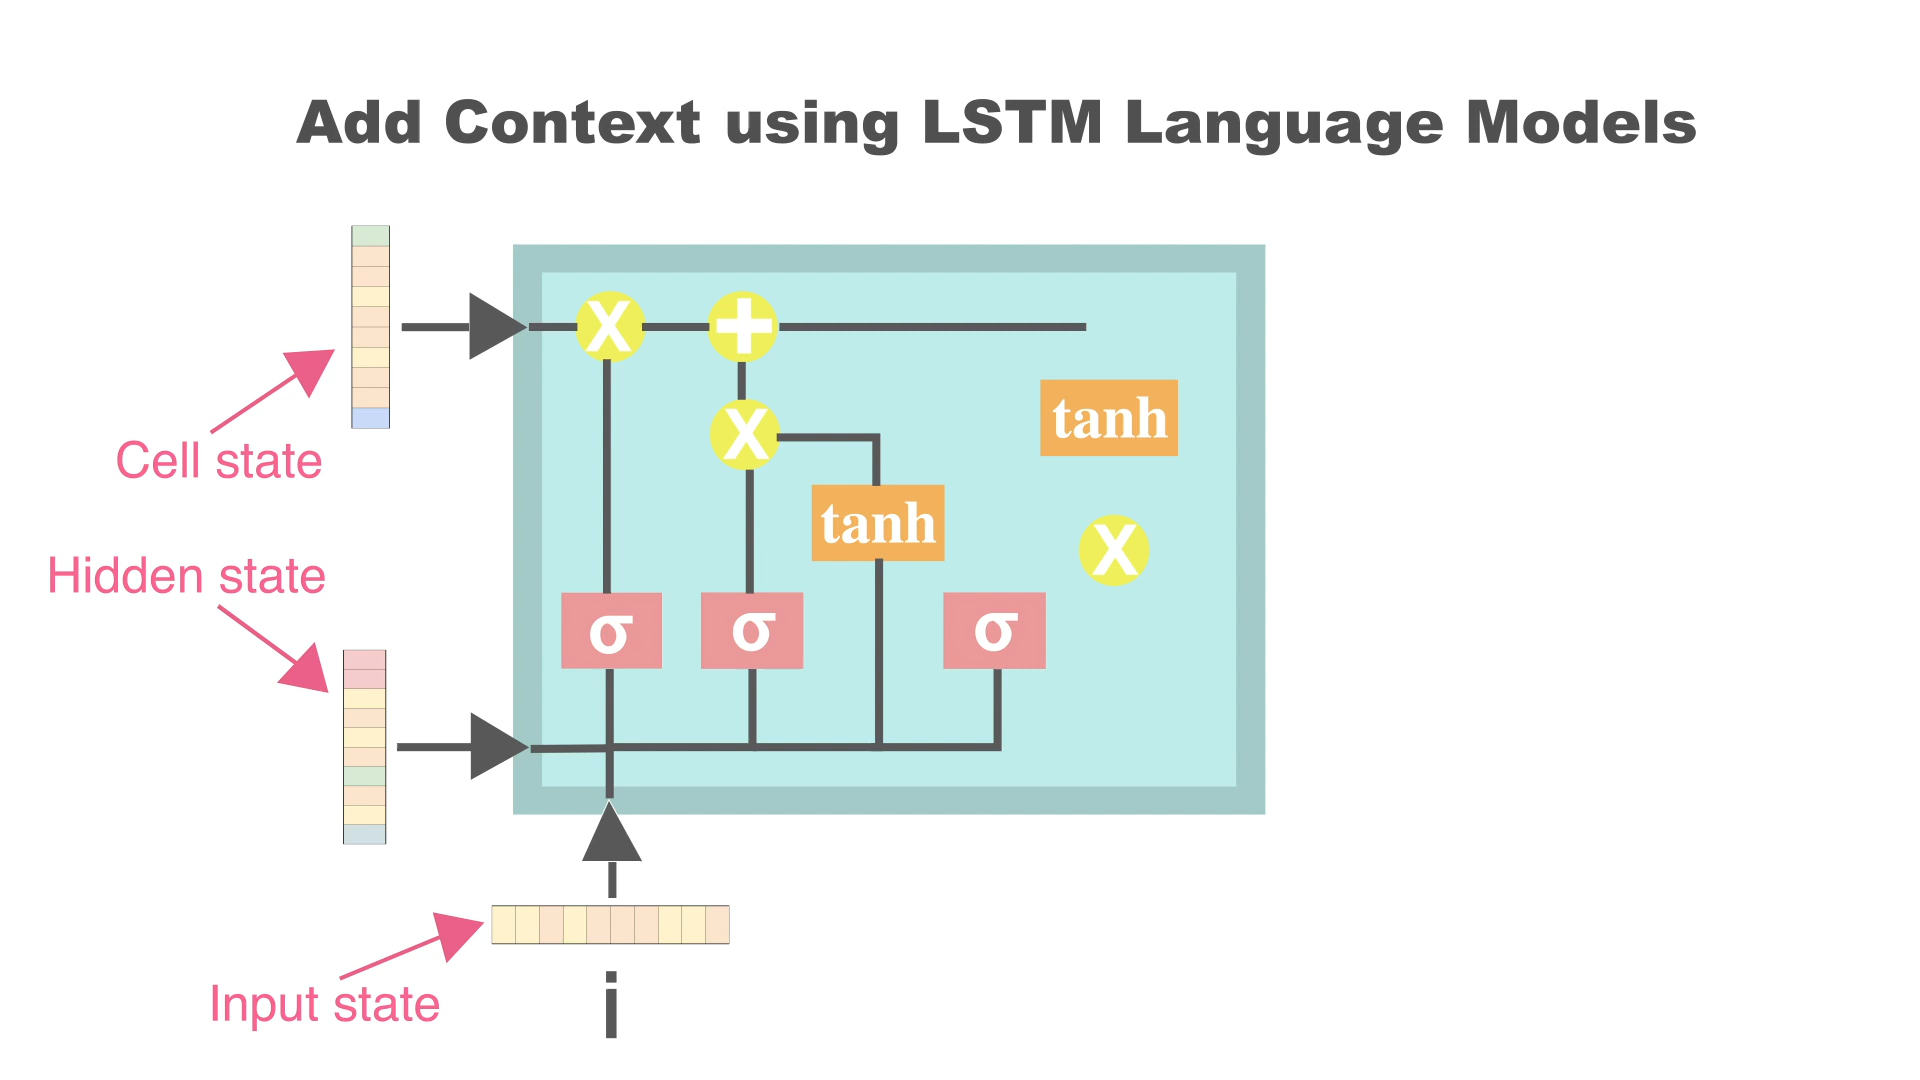 Add Context using LSTM Language Models
X
+
Cell state
tanh
X
tanh
X
Hidden state
σ
σ
σ
Input state
i